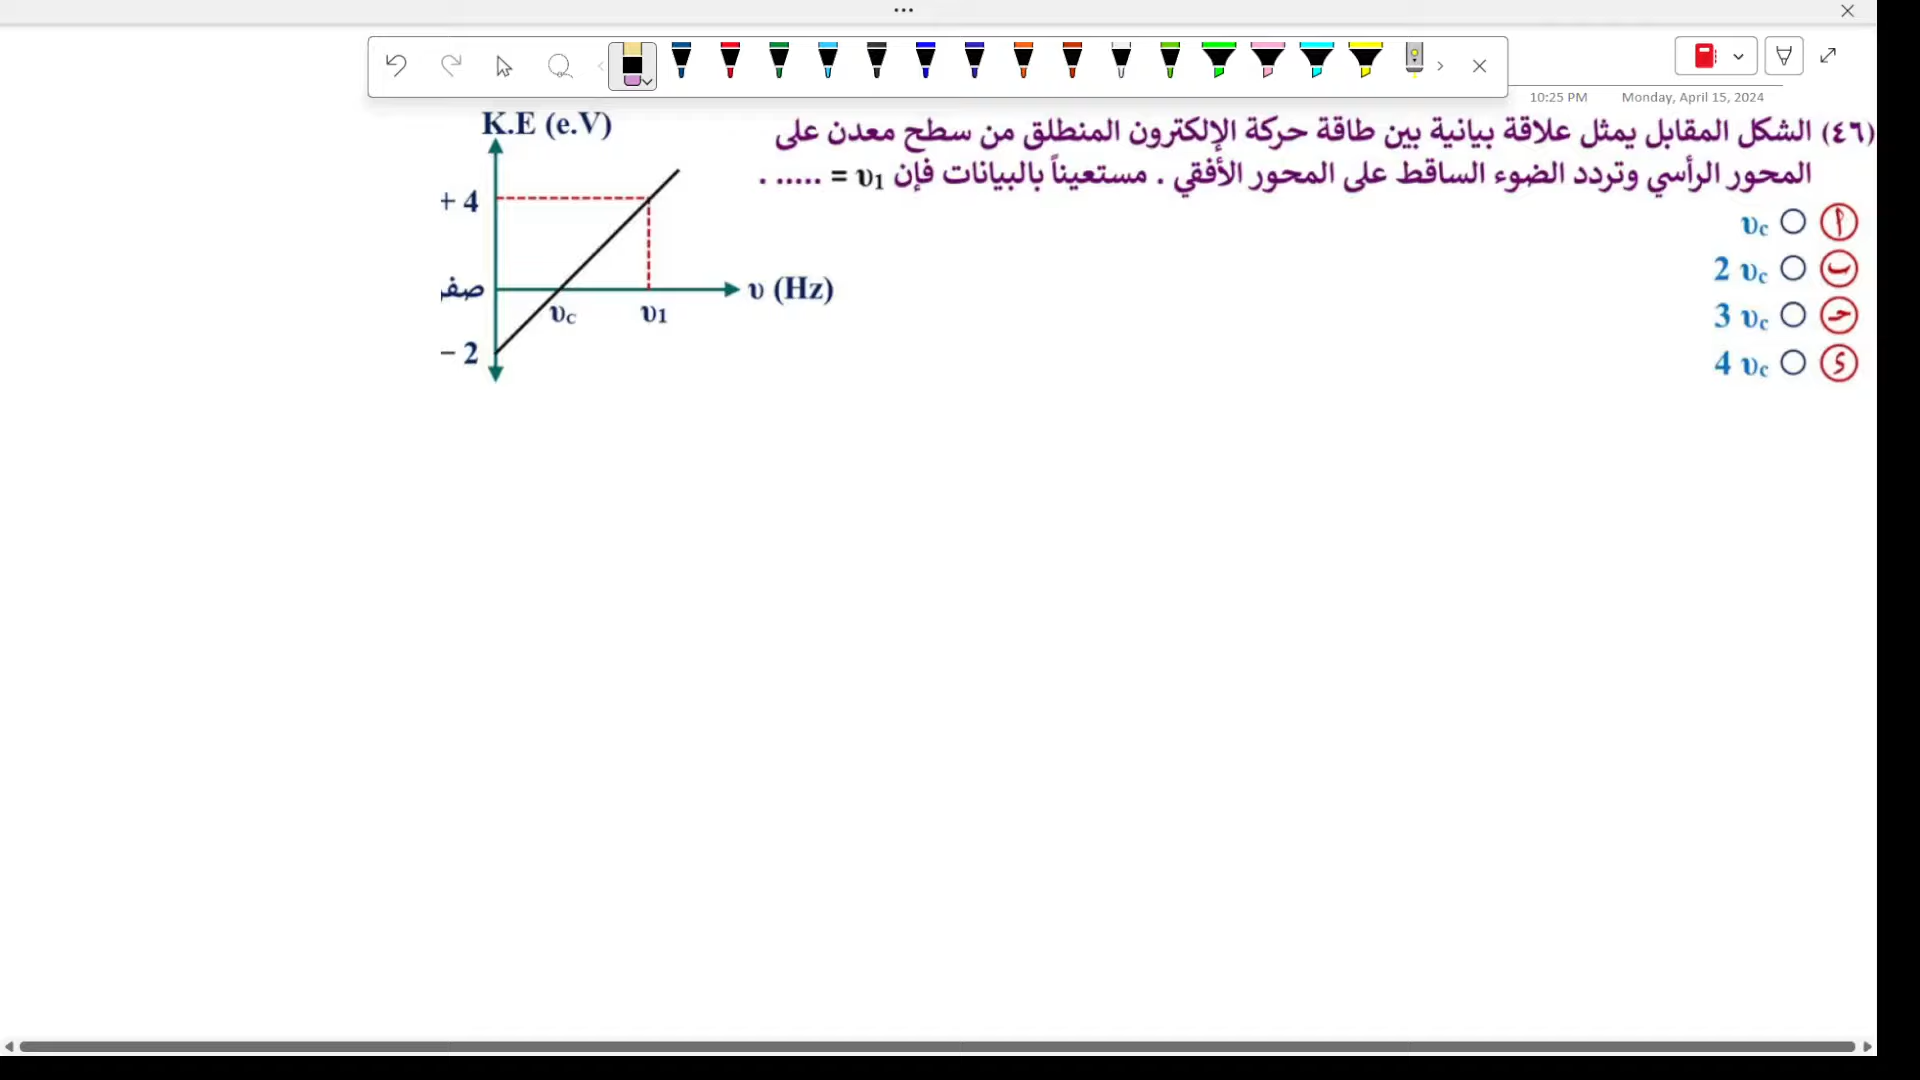 10:25 PM Monday, April 15, 2024
(٤٦) الشكل المقابل يمثل علاقة بيانية بين طاقة حركة الإلكترون المنطلق من سطح معدن على
المحور الرأسي وتردد الضوء الساقط على المحور الأفقي . مستعيناً بالبيانات فإن υ₁ = ..... .
أ υc
ب 2 υc
جـ 3 υc
د 4 υc
K.E (e.V)
+ 4
صفر
υ (Hz)
υc υ1
– 2